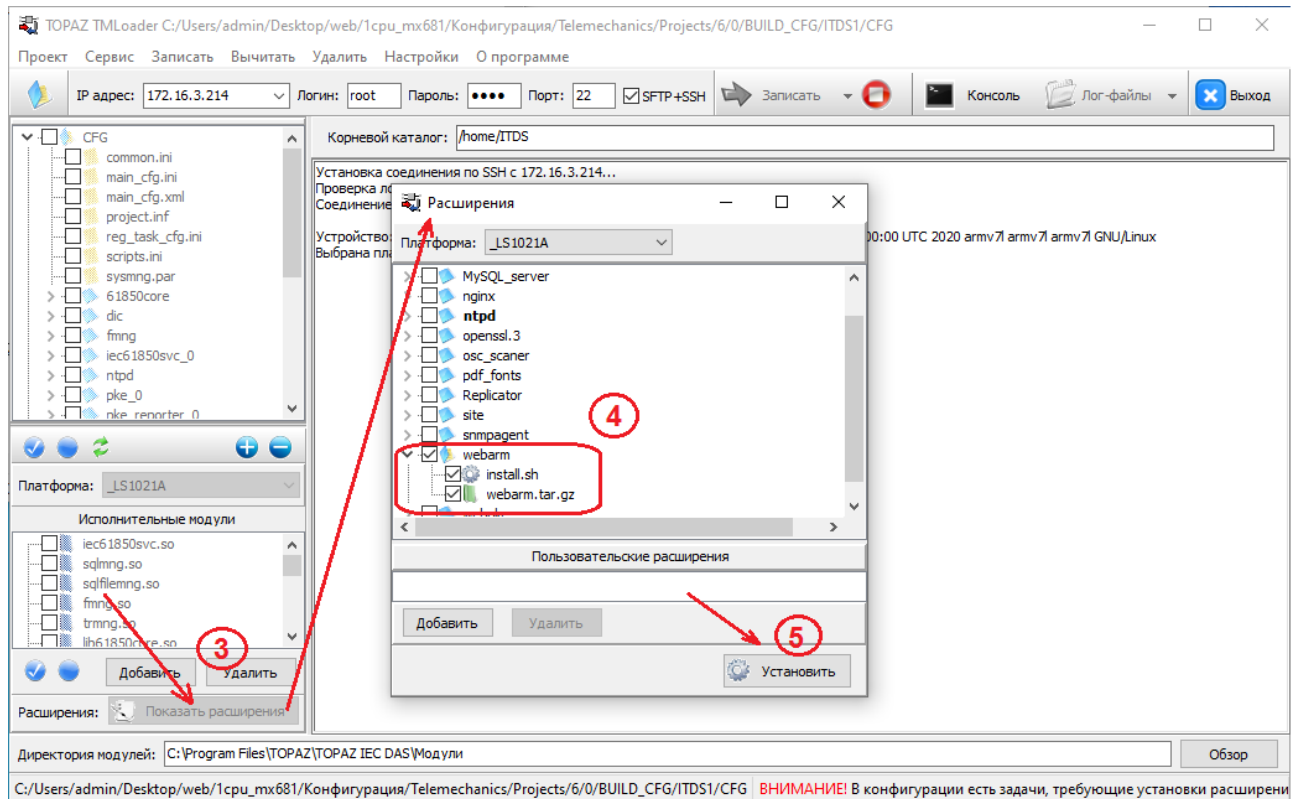 TOPAZ TMLoader C:/Users/admin/Desktop/web/1cpu_mx681/Конфигурация/Telemechanics/Projects/6/0/BUILD_CFG/ITDS1/CFG
Проект Сервис Записать Вычитать Удалить Настройки О программе
IP адрес: 172.16.3.214 Логин: root Пароль: •••• Порт: 22 SFTP+SSH Записать Консоль Лог-файлы Выход
CFG
common.ini
main_cfg.ini
main_cfg.xml
project.inf
reg_task_cfg.ini
scripts.ini
sysmng.par
61850core
dic
fmng
iec61850svc_0
ntpd
pke_0
pke_reporter_0
Платформа: _LS1021A
Исполнительные модули
iec61850svc.so
sqlmng.so
sqlfilemng.so
fmng.so
trmng.so
lib61850core.so
3
Добавить Удалить
Расширения: Показать расширения
Корневой каталог: /home/ITDS
Установка соединения по SSH с 172.16.3.214...
Проверка
Соединение
Устройство: 00:00 UTC 2020 armv7l armv7l armv7l GNU/Linux
Выбрана
Расширения
Платформа: _LS1021A
MySQL_server
nginx
ntpd
openssl.3
osc_scaner
pdf_fonts
Replicator
site
snmpagent
4
webarm
install.sh
webarm.tar.gz
Пользовательские расширения
Добавить Удалить
5
Установить
Директория модулей: C:\Program Files\TOPAZ\TOPAZ IEC DAS\Модули Обзор
C:/Users/admin/Desktop/web/1cpu_mx681/Конфигурация/Telemechanics/Projects/6/0/BUILD_CFG/ITDS1/CFG ВНИМАНИЕ! В конфигурации есть задачи, требующие установки расширени